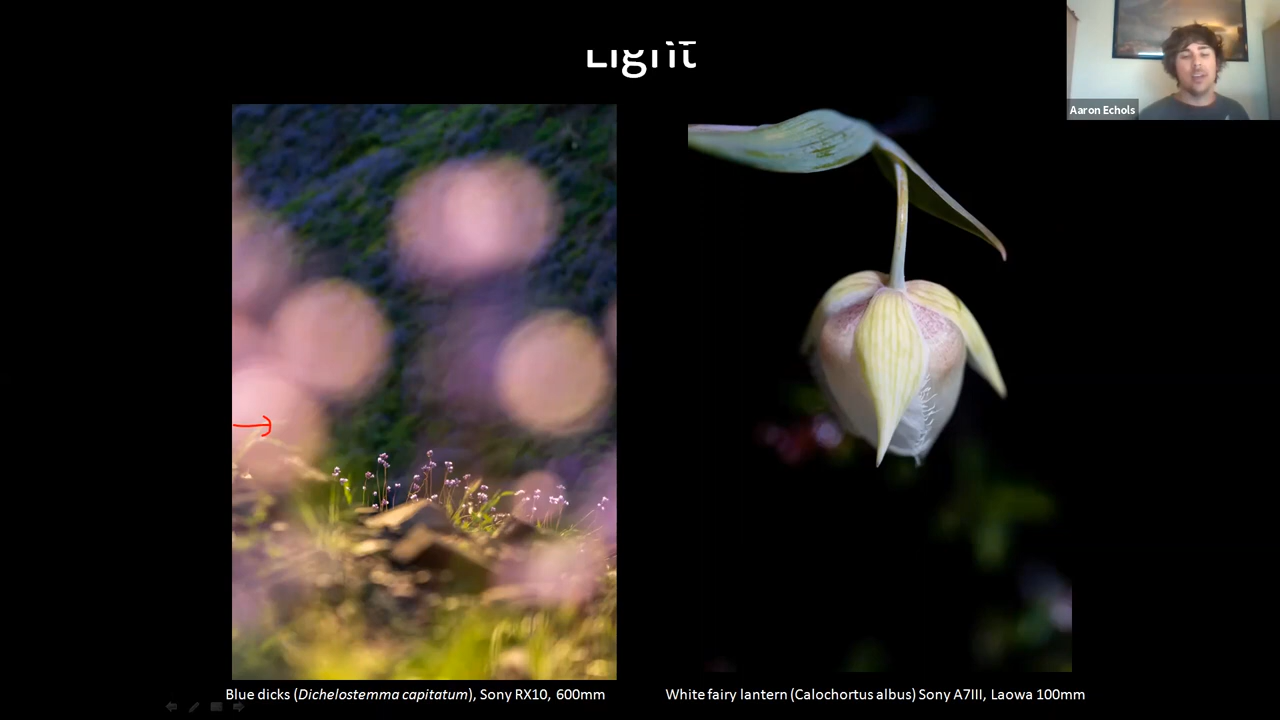 Light
Aaron Echols
Blue dicks (Dichelostemma capitatum), Sony RX10, 600mm
White fairy lantern (Calochortus albus) Sony A7III, Laowa 100mm